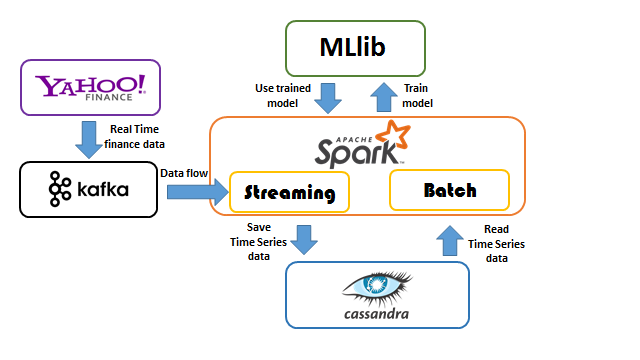 MLlib
Use trained
model
Train
model
YAHOO!
FINANCE
Real Time
finance data
APACHE
Spark™
kafka
Data flow
Streaming
Batch
Save
Time Series
data
Read
Time Series
data
cassandra